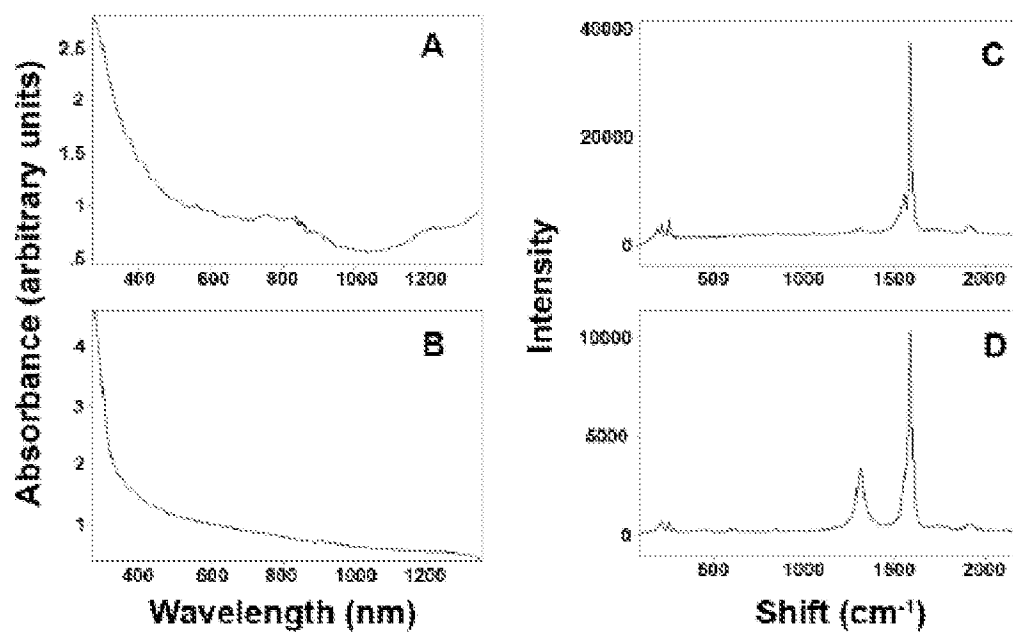 A
2.5
2
1.5
1
.5
400 600 800 1000 1200
B
4
3
2
1
400 600 800 1000 1200
Absorbance (arbitrary units)
Wavelength (nm)
C
40000
20000
0
500 1000 1500 2000
D
10000
5000
0
500 1000 1500 2000
Intensity
Shift (cm⁻¹)